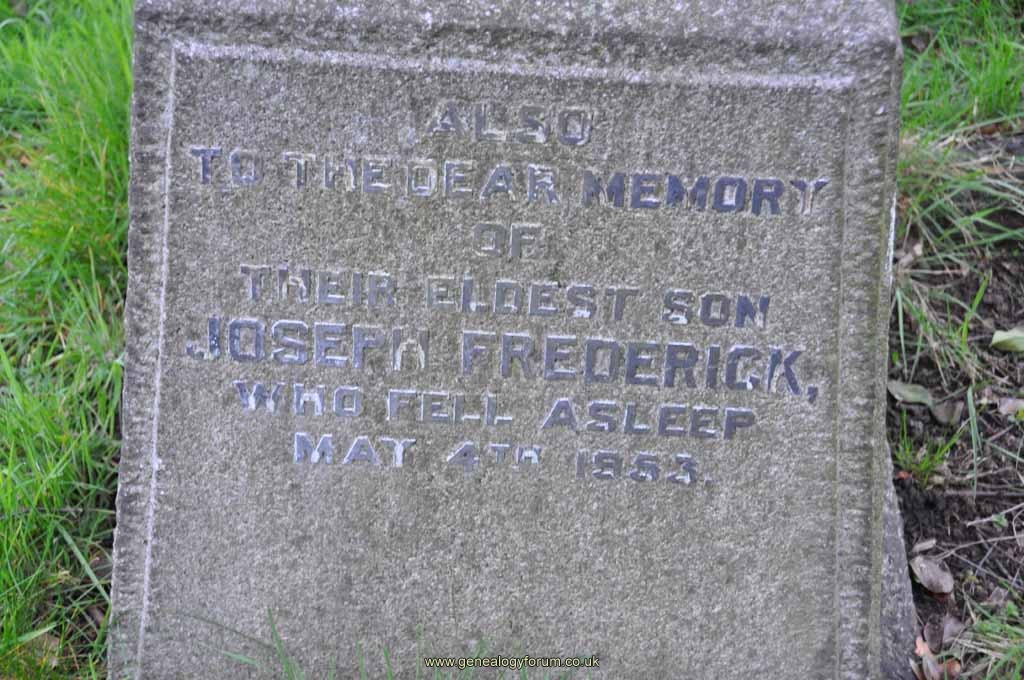 ALSO
TO THE DEAR MEMORY
OF
THEIR ELDEST SON
JOSEPH FREDERICK,
WHO FELL ASLEEP
MAY 4TH 1953.
www.genealogyforum.co.uk